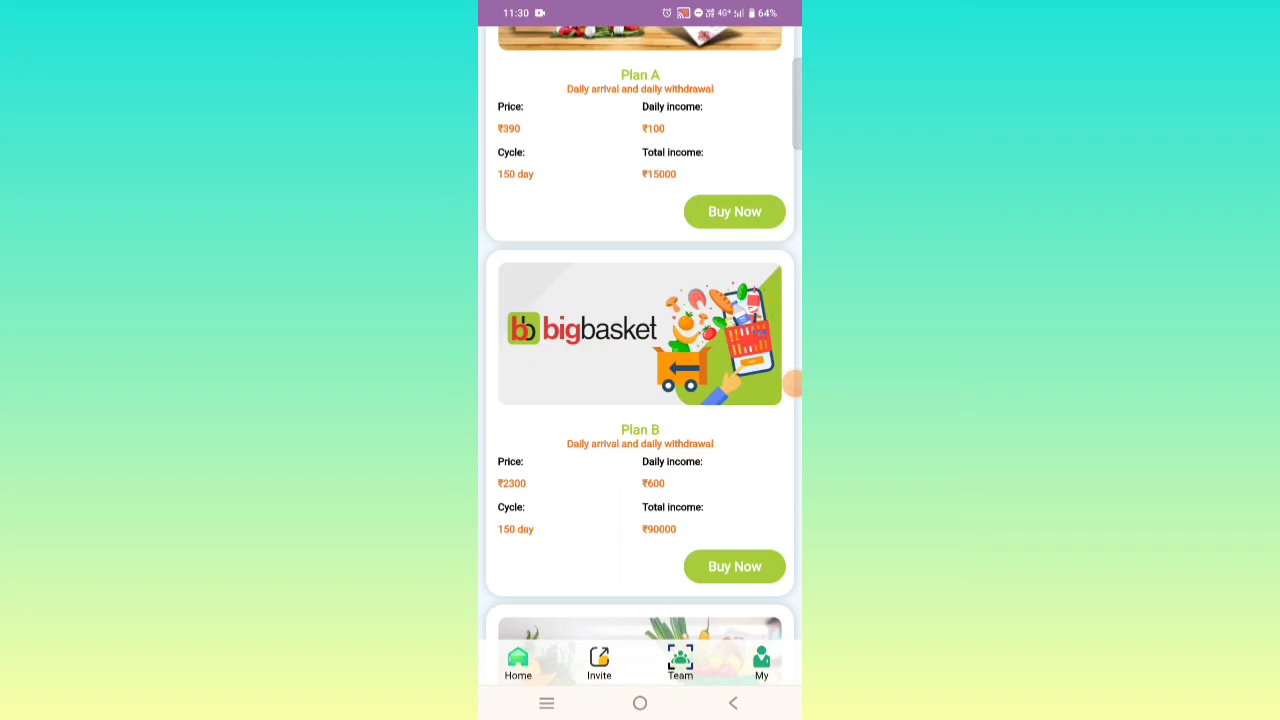 11:30
4G+ 64%
Plan A
Daily arrival and daily withdrawal
Price: Daily income:
₹390 ₹100
Cycle: Total income:
150 day ₹15000
Buy Now
bb bigbasket
Plan B
Daily arrival and daily withdrawal
Price: Daily income:
₹2300 ₹600
Cycle: Total income:
150 day ₹90000
Buy Now
Home Invite Team My